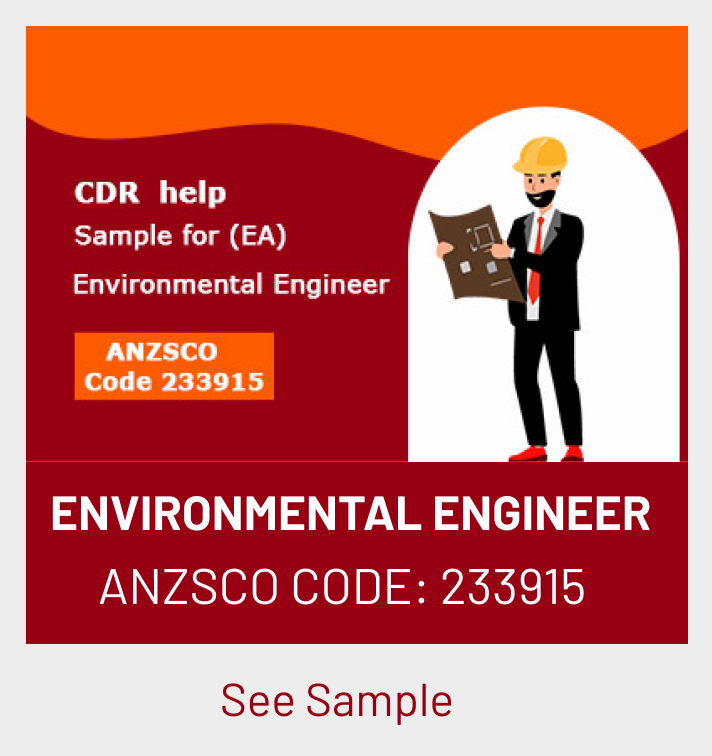 CDR help
Sample for (EA)
Environmental Engineer
ANZSCO
Code 233915
ENVIRONMENTAL ENGINEER
ANZSCO CODE: 233915
See Sample